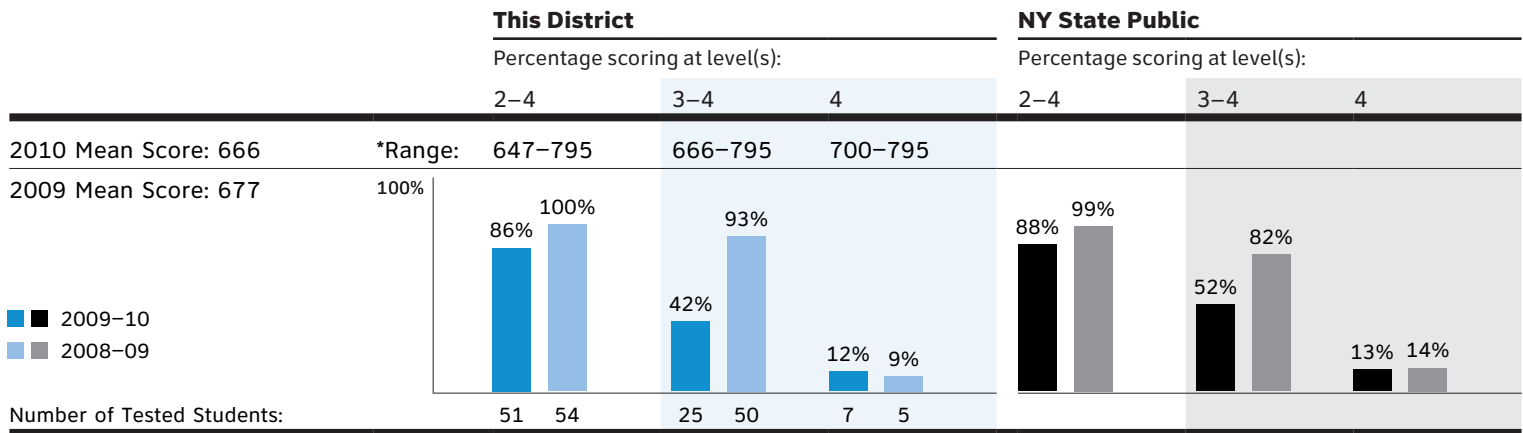 This District NY State Public
Percentage scoring at level(s): Percentage scoring at level(s):
2–4 3–4 4 2–4 3–4 4
2010 Mean Score: 666 *Range: 647–795 666–795 700–795
2009 Mean Score: 677 100%
86% 100% 42% 93% 12% 9% 88% 99% 52% 82% 13% 14%
2009–10
2008–09
Number of Tested Students: 51 54 25 50 7 5